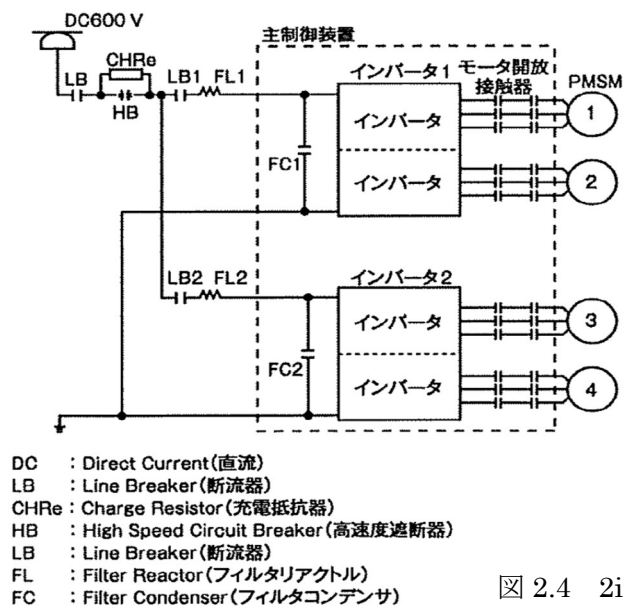 DC600 V
主制御装置
CHRe
LB
LB1 FL1
HB
インバータ1
モータ開放
接触器
PMSM
インバータ
1
FC1
インバータ
2
LB2 FL2
インバータ2
インバータ
3
FC2
インバータ
4
DC : Direct Current(直流)
LB : Line Breaker(断流器)
CHRe : Charge Resistor(充電抵抗器)
HB : High Speed Circuit Breaker(高速度遮断器)
LB : Line Breaker(断流器)
FL : Filter Reactor(フィルタリアクトル)
FC : Filter Condenser(フィルタコンデンサ)
図 2.4 2i